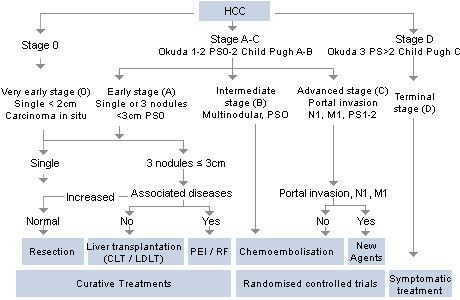 HCC
Stage 0
Stage A-C
Okuda 1-2 PS0-2 Child Pugh A-B
Stage D
Okuda 3 PS>2 Child Pugh C
Very early stage (0)
Single < 2cm
Carcinoma in situ
Early stage (A)
Single or 3 nodules
<3cm PS0
Intermediate
stage (B)
Multinodular, PSO
Advanced stage (C)
Portal invasion
N1, M1, PS1-2
Terminal
stage (D)
Single
3 nodules ≤ 3cm
Increased
Associated diseases
Portal invasion, N1, M1
Normal
No
Yes
No
Yes
Resection
Liver transplantation
(CLT / LDLT)
PEI / RF
Chemoembolisation
New
Agents
Curative Treatments
Randomised controlled trials
Symptomatic
treatment